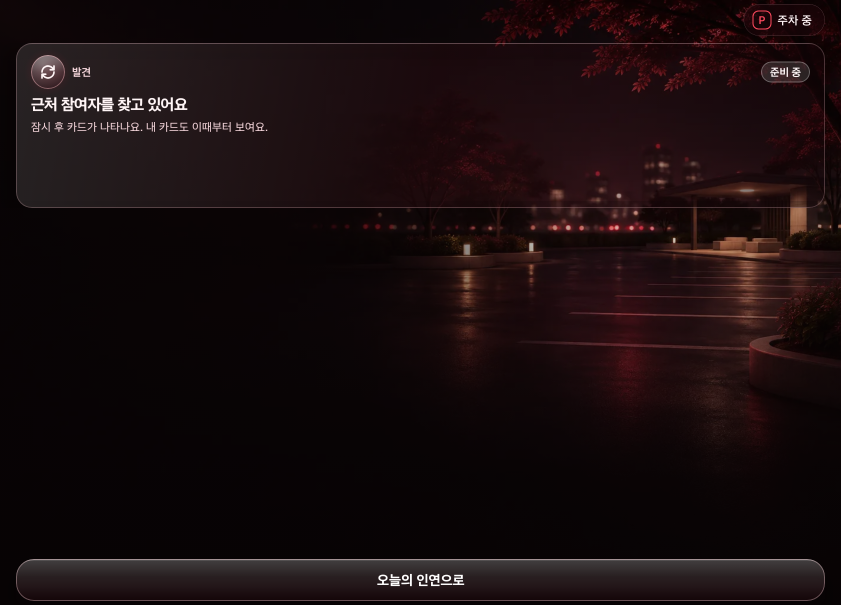 P 주차 중
발견
준비 중
근처 참여자를 찾고 있어요
잠시 후 카드가 나타나요. 내 카드도 이때부터 보여요.
오늘의 인연으로